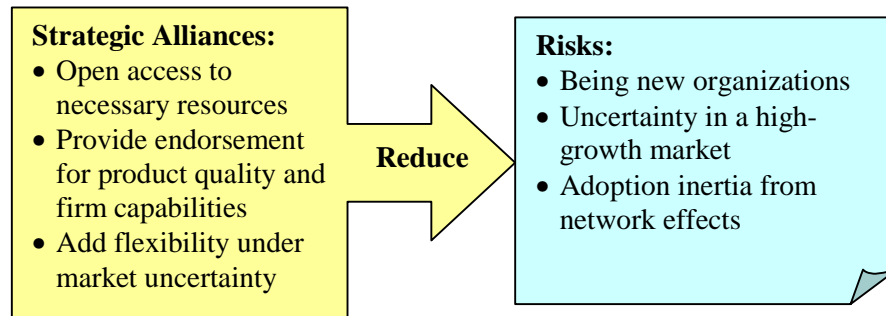 Strategic Alliances:
• Open access to
necessary resources
• Provide endorsement
for product quality and
firm capabilities
• Add flexibility under
market uncertainty
Reduce
Risks:
• Being new organizations
• Uncertainty in a high-
growth market
• Adoption inertia from
network effects